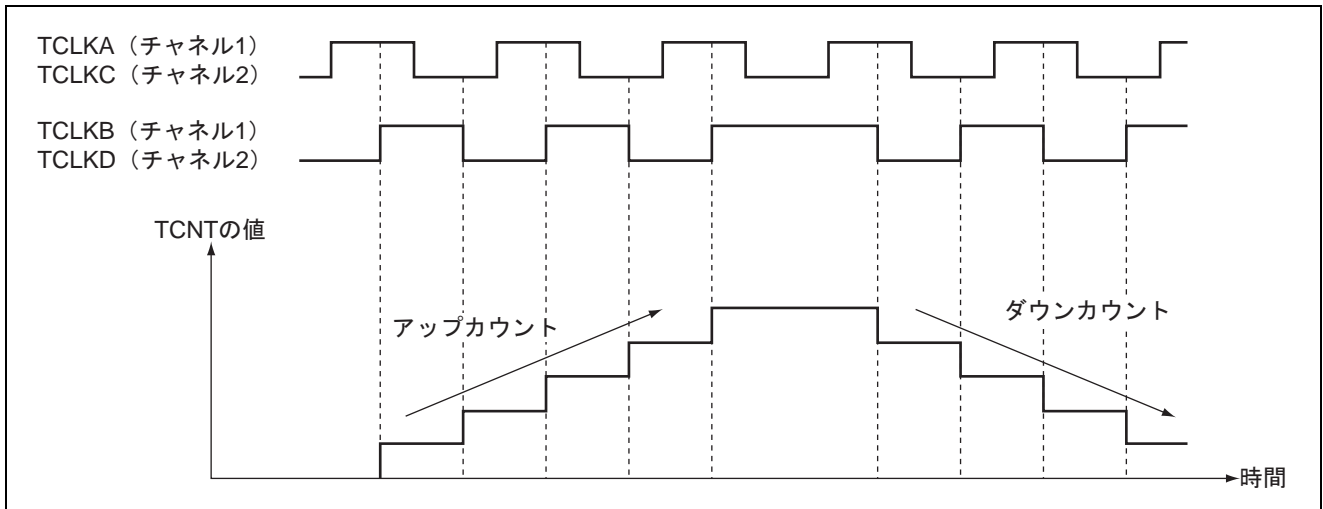 TCLKA（チャネル1）
TCLKC（チャネル2）
TCLKB（チャネル1）
TCLKD（チャネル2）
TCNTの値
アップカウント
ダウンカウント
時間